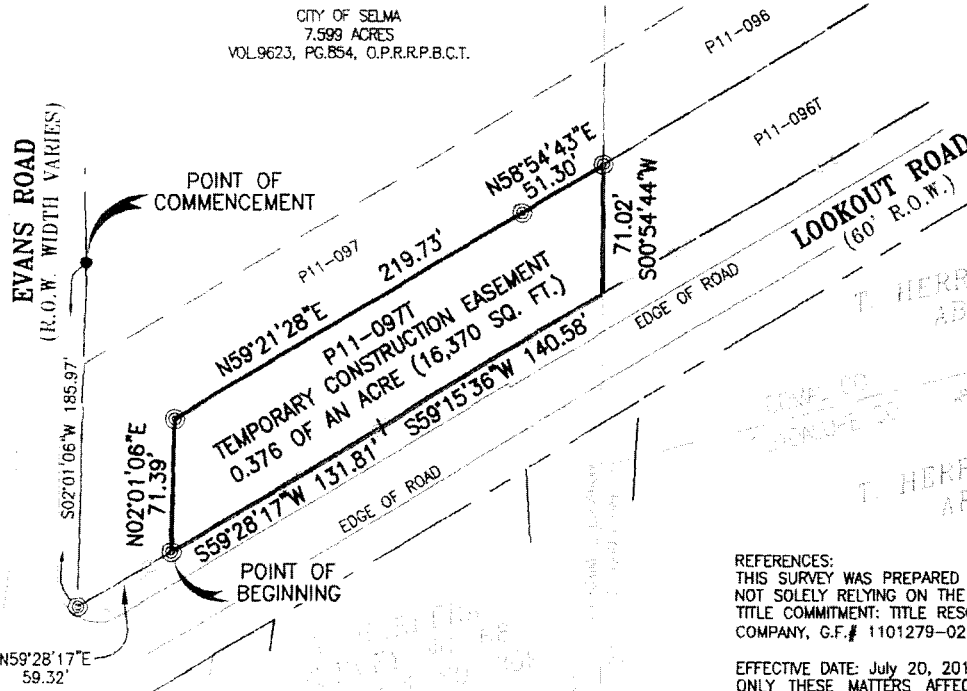 CITY OF SELMA
7.599 ACRES
VOL.9623, PG.854, O.P.R.R.P.B.C.T.
P11-096
P11-096T
EVANS ROAD
(R.O.W. WIDTH VARIES)
POINT OF
COMMENCEMENT
N58°54'43"E
51.30'
71.02'
S00°54'44"W
LOOKOUT ROAD
(60' R.O.W.)
P11-097
219.73'
N59°21'28"E
P11-097T
TEMPORARY CONSTRUCTION EASEMENT
0.376 OF AN ACRE (16,370 SQ. FT.)
EDGE OF ROAD
S02°01'06"W 185.97'
N02°01'06"E
71.39'
S59°28'17"W 131.81'
S59°15'36"W 140.58'
EDGE OF ROAD
POINT OF
BEGINNING
N59°28'17"E
59.32'
T. HERR
AB
T. HERR
AB
REFERENCES:
THIS SURVEY WAS PREPARED
NOT SOLELY RELYING ON THE
TITLE COMMITMENT: TITLE RESO
COMPANY, G.F.# 1101279-02
EFFECTIVE DATE: July 20, 201
ONLY THESE MATTERS AFFEC